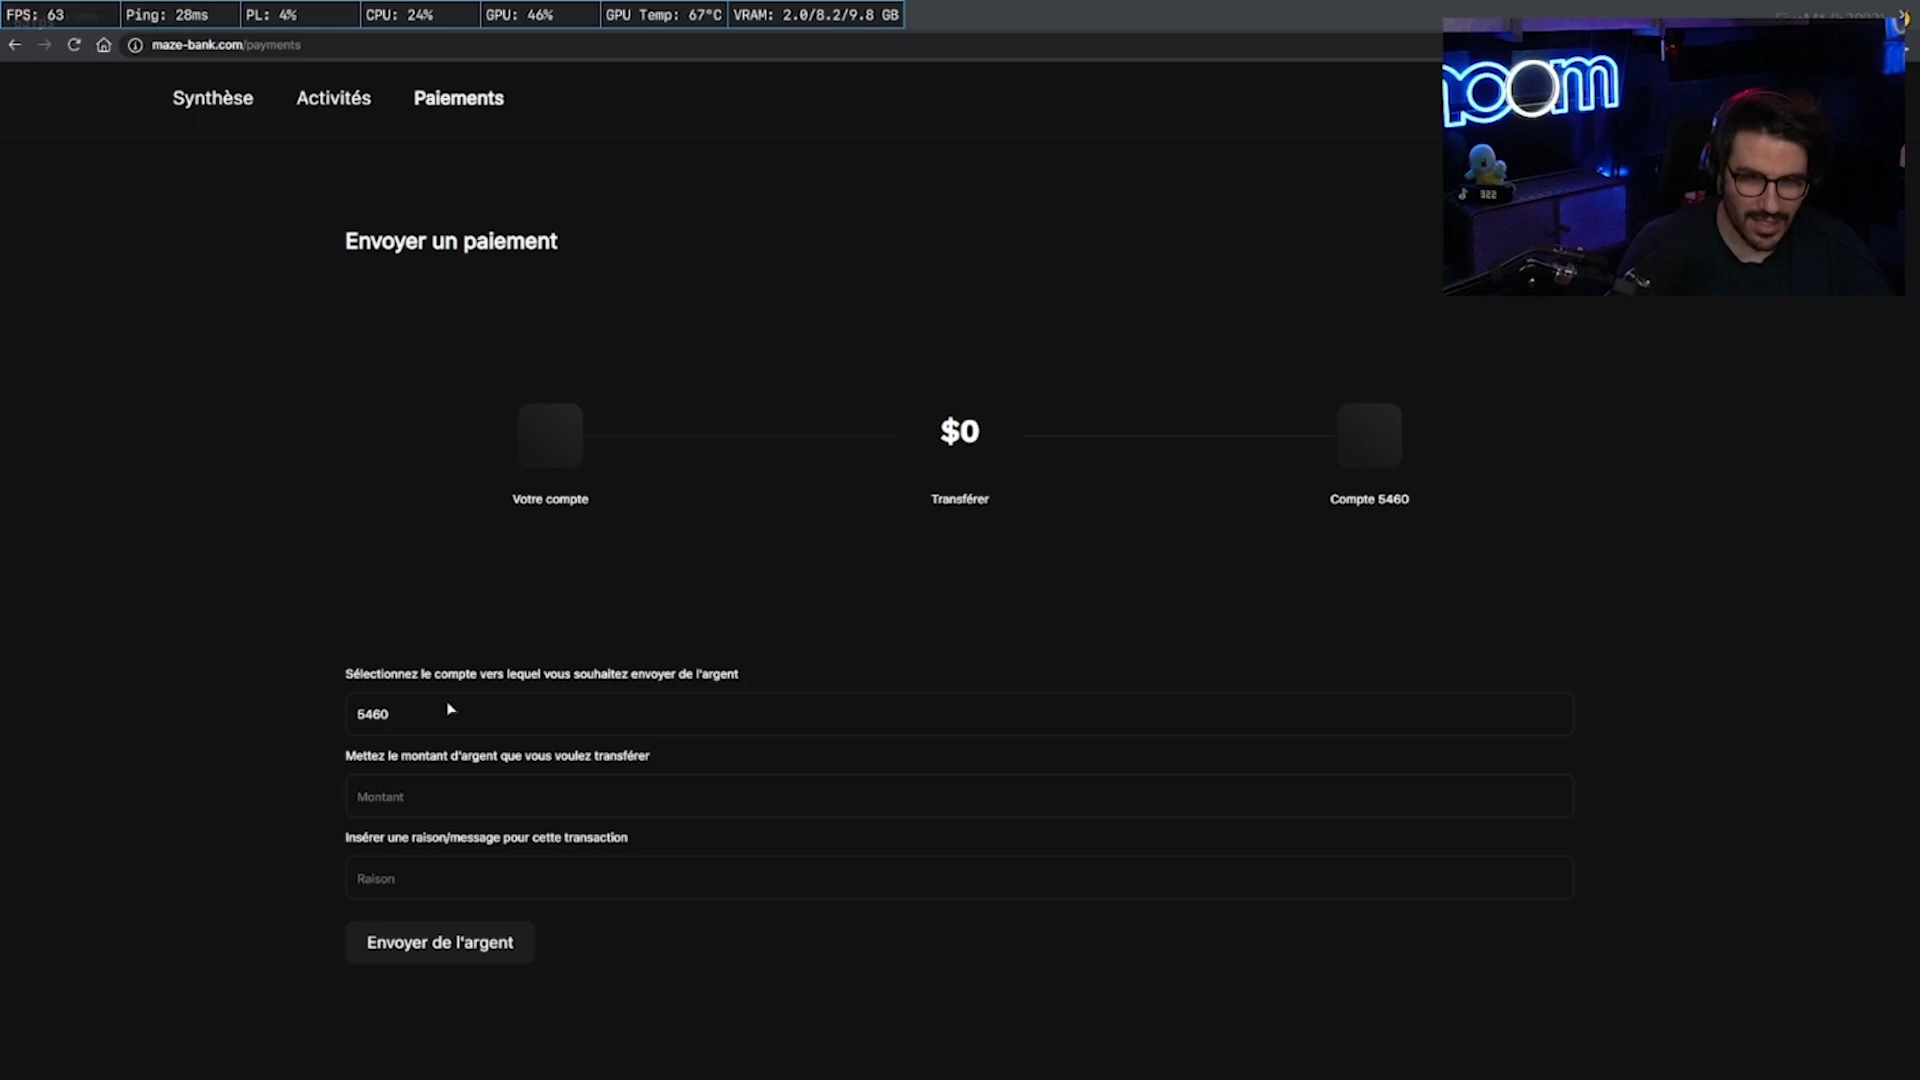 FPS: 63
Ping: 28ms
PL: 4%
CPU: 24%
GPU: 46%
GPU Temp: 67°C
VRAM: 2.0/8.2/9.8 GB
maze-bank.com/payments
Synthèse
Activités
Paiements
noom
322
Envoyer un paiement
$0
Votre compte
Transférer
Compte 5460
Sélectionnez le compte vers lequel vous souhaitez envoyer de l'argent
5460
Mettez le montant d'argent que vous voulez transférer
Montant
Insérer une raison/message pour cette transaction
Raison
Envoyer de l'argent